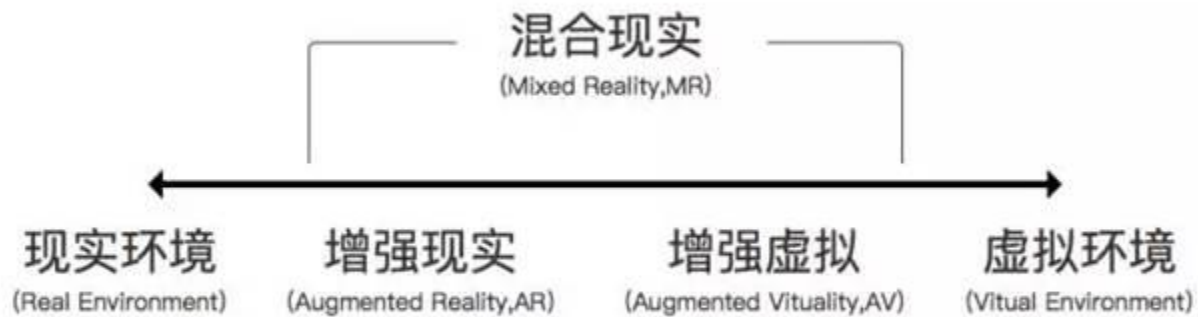 混合现实
(Mixed Reality,MR)
现实环境
(Real Environment)
增强现实
(Augmented Reality,AR)
增强虚拟
(Augmented Vituality,AV)
虚拟环境
(Vitual Environment)